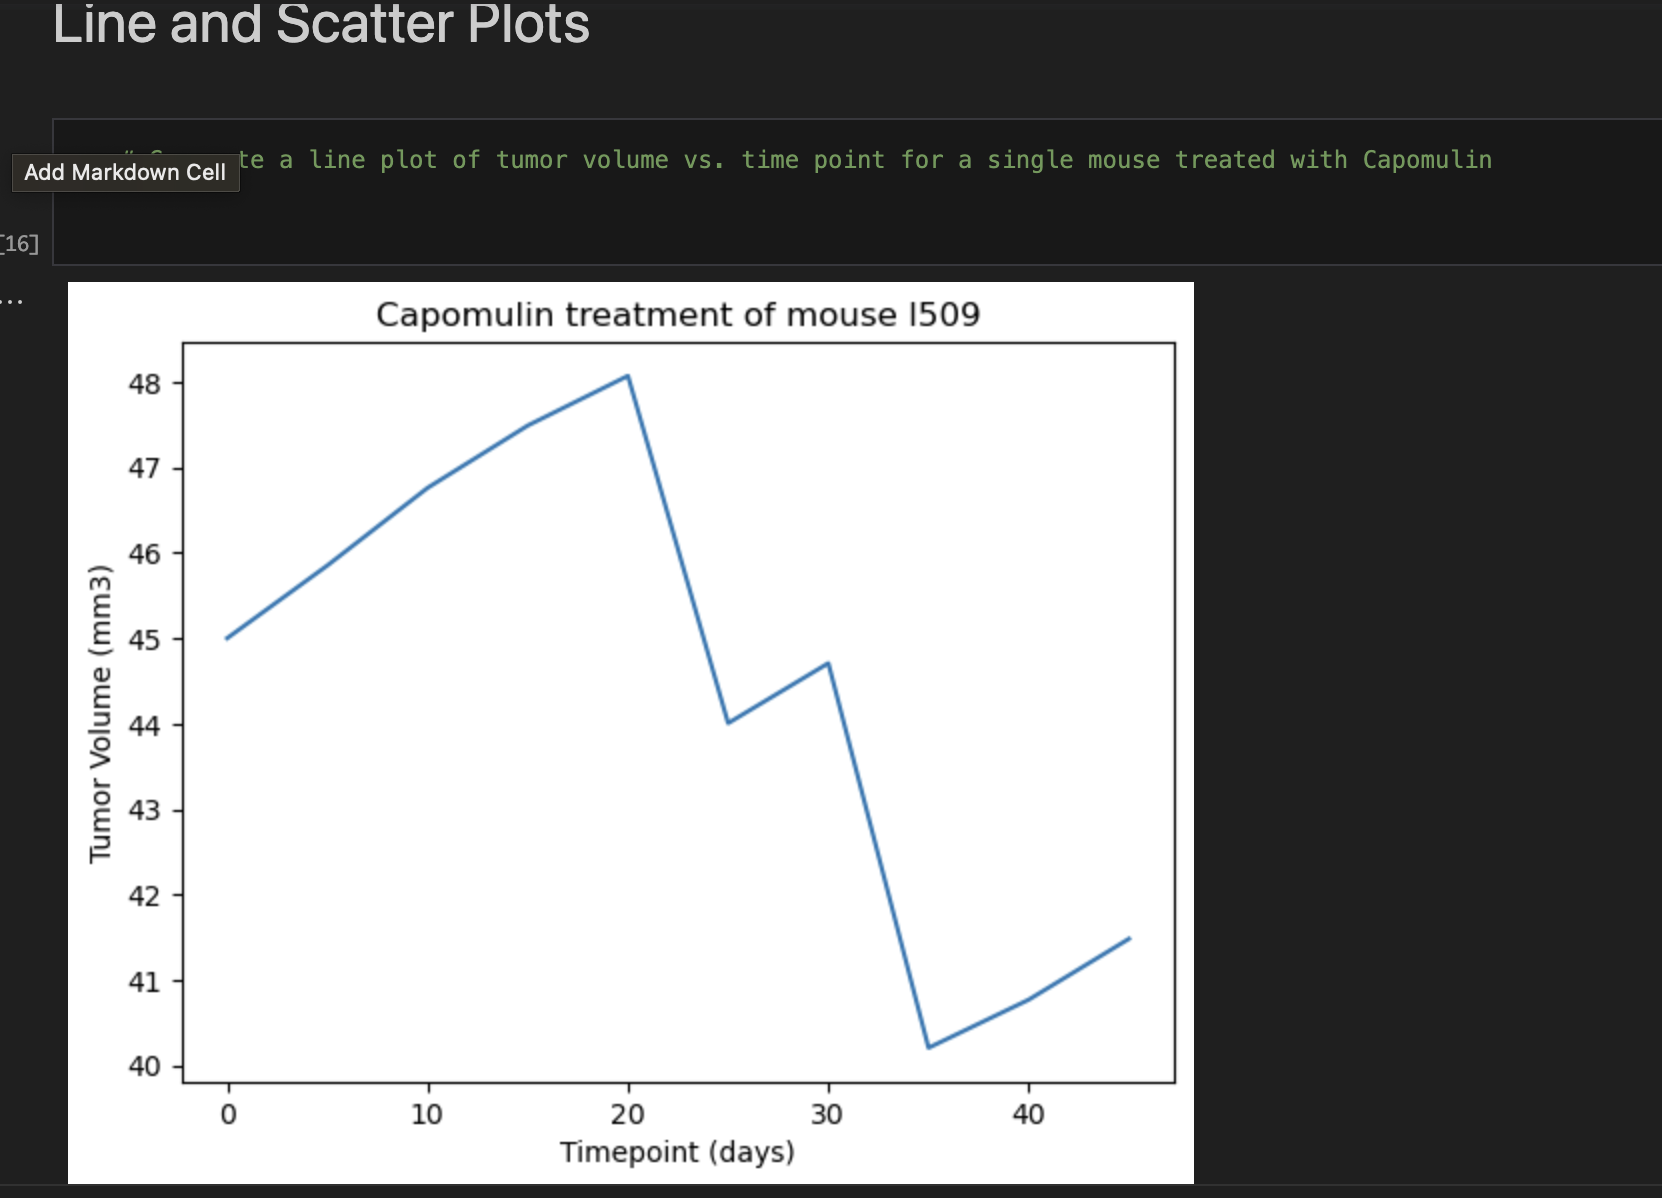 Line and Scatter Plots
# te a line plot of tumor volume vs. time point for a single mouse treated with Capomulin
Add Markdown Cell
[16]
...
Capomulin treatment of mouse l509
48
47
46
45
44
43
42
41
40
Tumor Volume (mm3)
0 10 20 30 40
Timepoint (days)